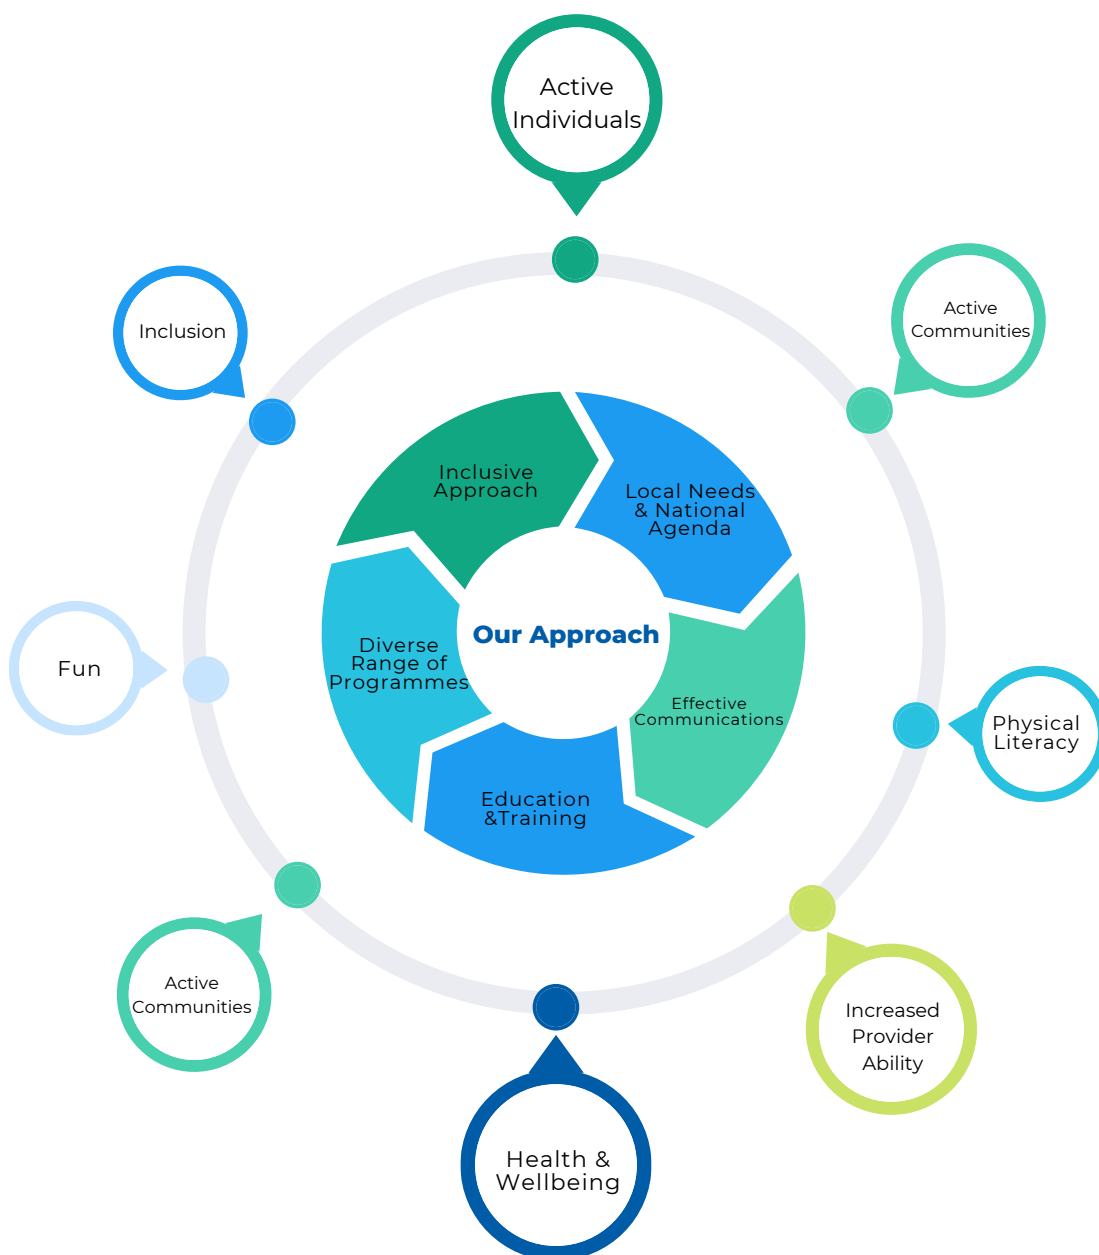 Active
Individuals
Active
Communities
Inclusion
Inclusive
Approach
Local Needs
& National
Agenda
Our Approach
Diverse
Range of
Programmes
Fun
Effective
Communications
Physical
Literacy
Education
&Training
Active
Communities
Increased
Provider
Ability
Health &
Wellbeing